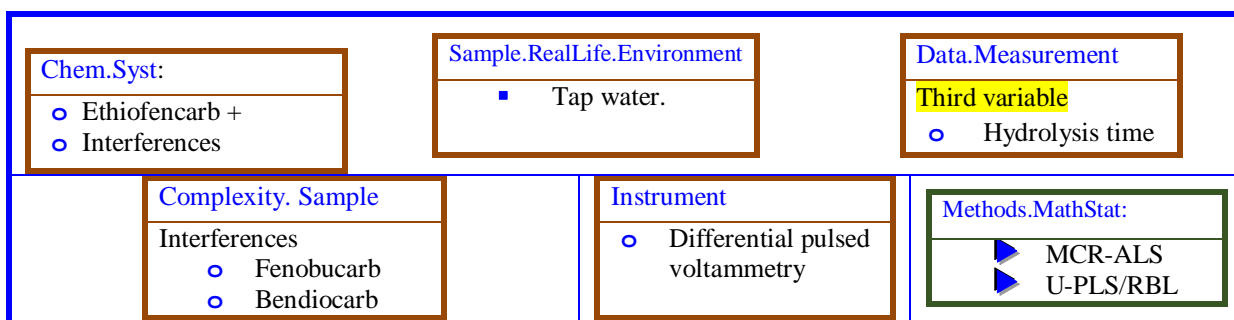 Chem.Syst:
o Ethiofencarb +
o Interferences
Sample.RealLife.Environment
▪ Tap water.
Data.Measurement
Third variable
o Hydrolysis time
Complexity. Sample
Interferences
o Fenobucarb
o Bendiocarb
Instrument
o Differential pulsed
voltammetry
Methods.MathStat:
MCR-ALS
U-PLS/RBL